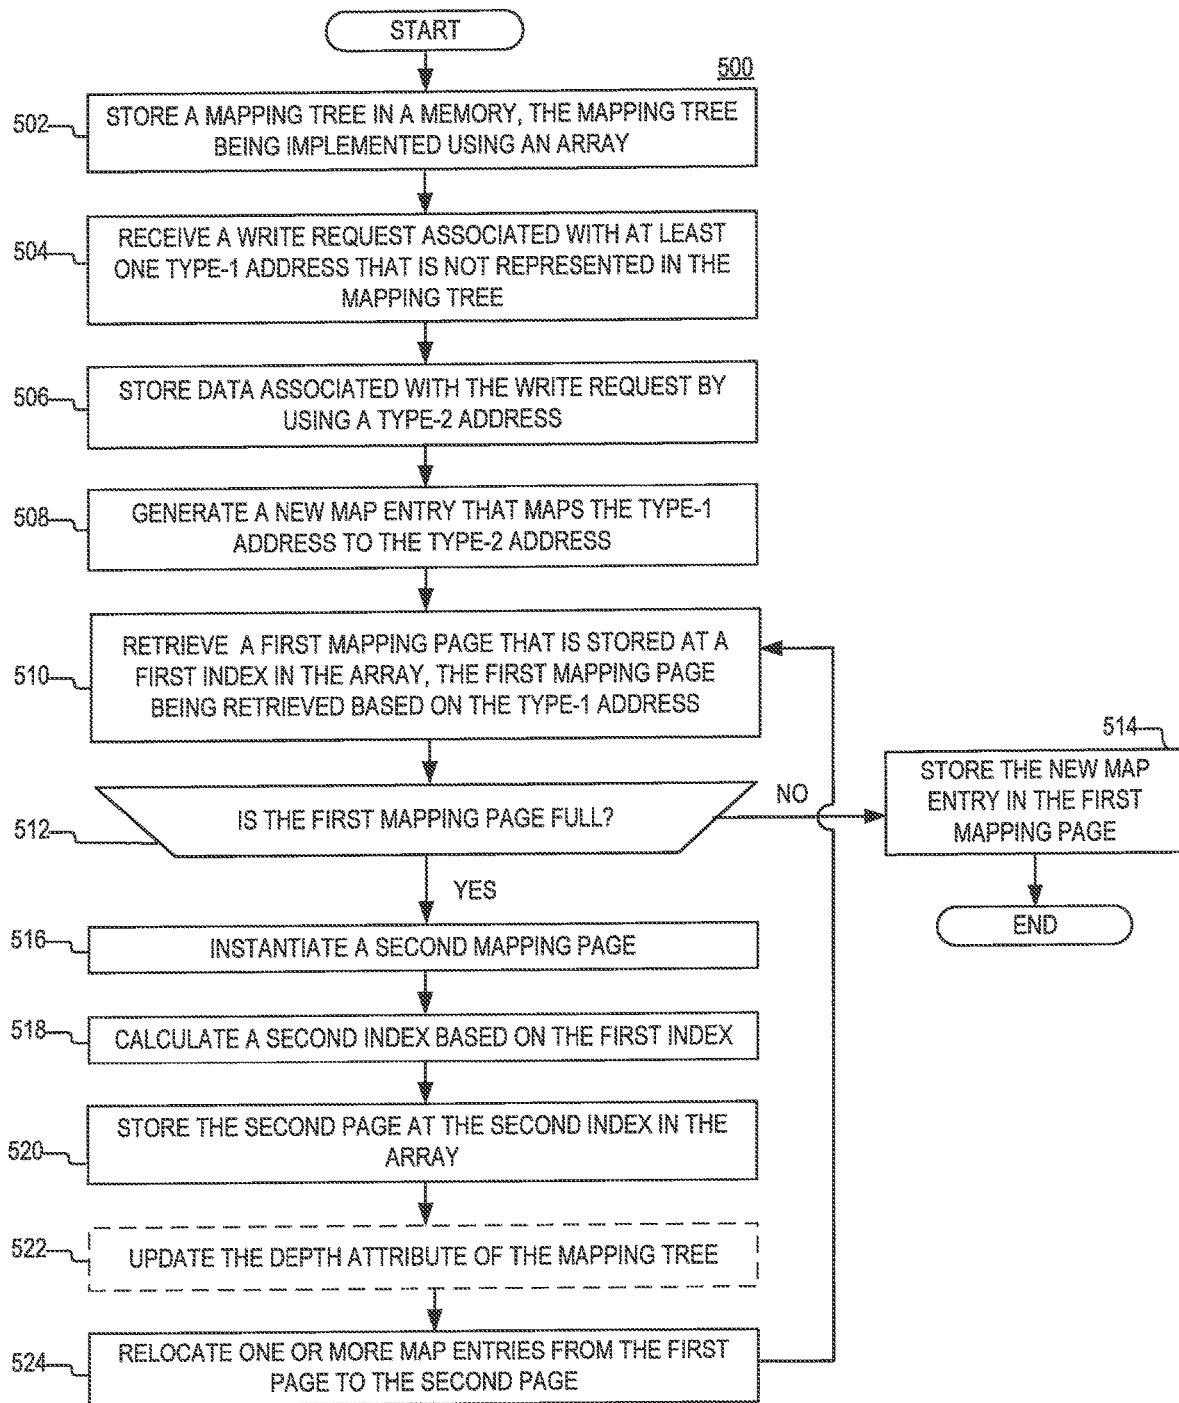 START
500
502
STORE A MAPPING TREE IN A MEMORY, THE MAPPING TREE
BEING IMPLEMENTED USING AN ARRAY
504
RECEIVE A WRITE REQUEST ASSOCIATED WITH AT LEAST
ONE TYPE-1 ADDRESS THAT IS NOT REPRESENTED IN THE
MAPPING TREE
506
STORE DATA ASSOCIATED WITH THE WRITE REQUEST BY
USING A TYPE-2 ADDRESS
508
GENERATE A NEW MAP ENTRY THAT MAPS THE TYPE-1
ADDRESS TO THE TYPE-2 ADDRESS
510
RETRIEVE A FIRST MAPPING PAGE THAT IS STORED AT A
FIRST INDEX IN THE ARRAY, THE FIRST MAPPING PAGE
BEING RETRIEVED BASED ON THE TYPE-1 ADDRESS
512
IS THE FIRST MAPPING PAGE FULL?
NO
514
STORE THE NEW MAP
ENTRY IN THE FIRST
MAPPING PAGE
END
YES
516
INSTANTIATE A SECOND MAPPING PAGE
518
CALCULATE A SECOND INDEX BASED ON THE FIRST INDEX
520
STORE THE SECOND PAGE AT THE SECOND INDEX IN THE
ARRAY
522
UPDATE THE DEPTH ATTRIBUTE OF THE MAPPING TREE
524
RELOCATE ONE OR MORE MAP ENTRIES FROM THE FIRST
PAGE TO THE SECOND PAGE